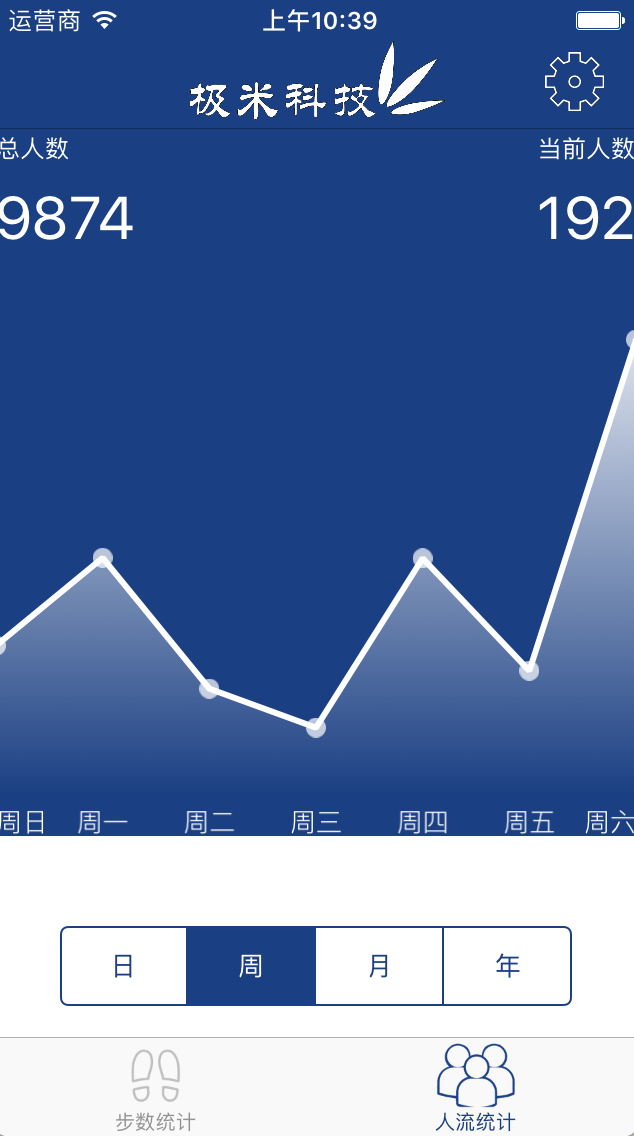 运营商 上午10:39
极米科技
总人数 当前人数
9874 192
周日 周一 周二 周三 周四 周五 周六
日 周 月 年
步数统计 人流统计